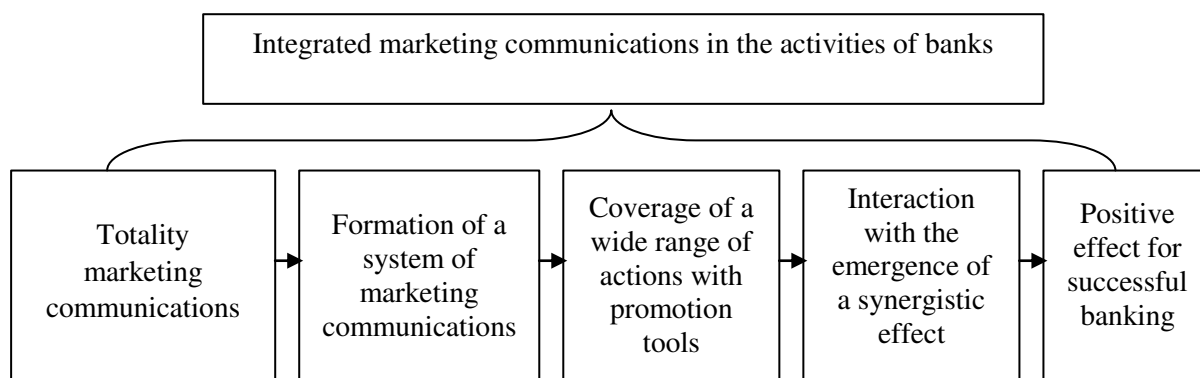 Integrated marketing communications in the activities of banks
Totality
marketing
communications
Formation of a
system of
marketing
communications
Coverage of a
wide range of
actions with
promotion
tools
Interaction
with the
emergence of
a synergistic
effect
Positive
effect for
successful
banking